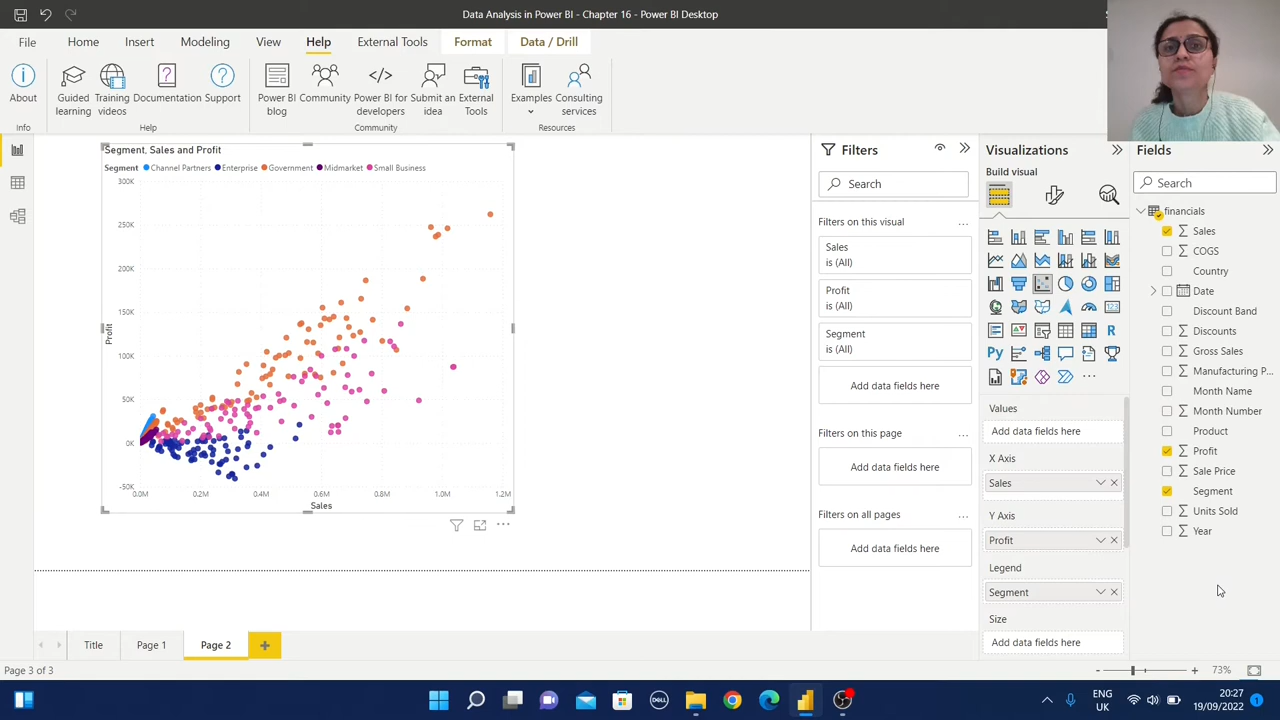 Data Analysis in Power BI - Chapter 16 - Power BI Desktop
File
Home
Insert
Modeling
View
Help
External Tools
Format
Data / Drill
About
Guided learning
Training videos
Documentation
Support
Power BI blog
Community
Power BI for developers
Submit an idea
External Tools
Examples
Consulting services
Info
Help
Community
Resources
Segment, Sales and Profit
Segment Channel Partners Enterprise Government Midmarket Small Business
300K
250K
200K
150K
100K
50K
0K
-50K
Profit
0.0M 0.2M 0.4M 0.6M 0.8M 1.0M 1.2M
Sales
Filters
Search
Filters on this visual
Sales
is (All)
Profit
is (All)
Segment
is (All)
Add data fields here
Filters on this page
Add data fields here
Filters on all pages
Add data fields here
Visualizations
Build visual
R
Py
123
Values
Add data fields here
X Axis
Sales
Y Axis
Profit
Legend
Segment
Size
Add data fields here
Fields
Search
financials
Sales
COGS
Country
Date
Discount Band
Discounts
Gross Sales
Manufacturing P...
Month Name
Month Number
Product
Profit
Sale Price
Segment
Units Sold
Year
Title
Page 1
Page 2
Page 3 of 3
73%
DELL
ENG
UK
20:27
19/09/2022